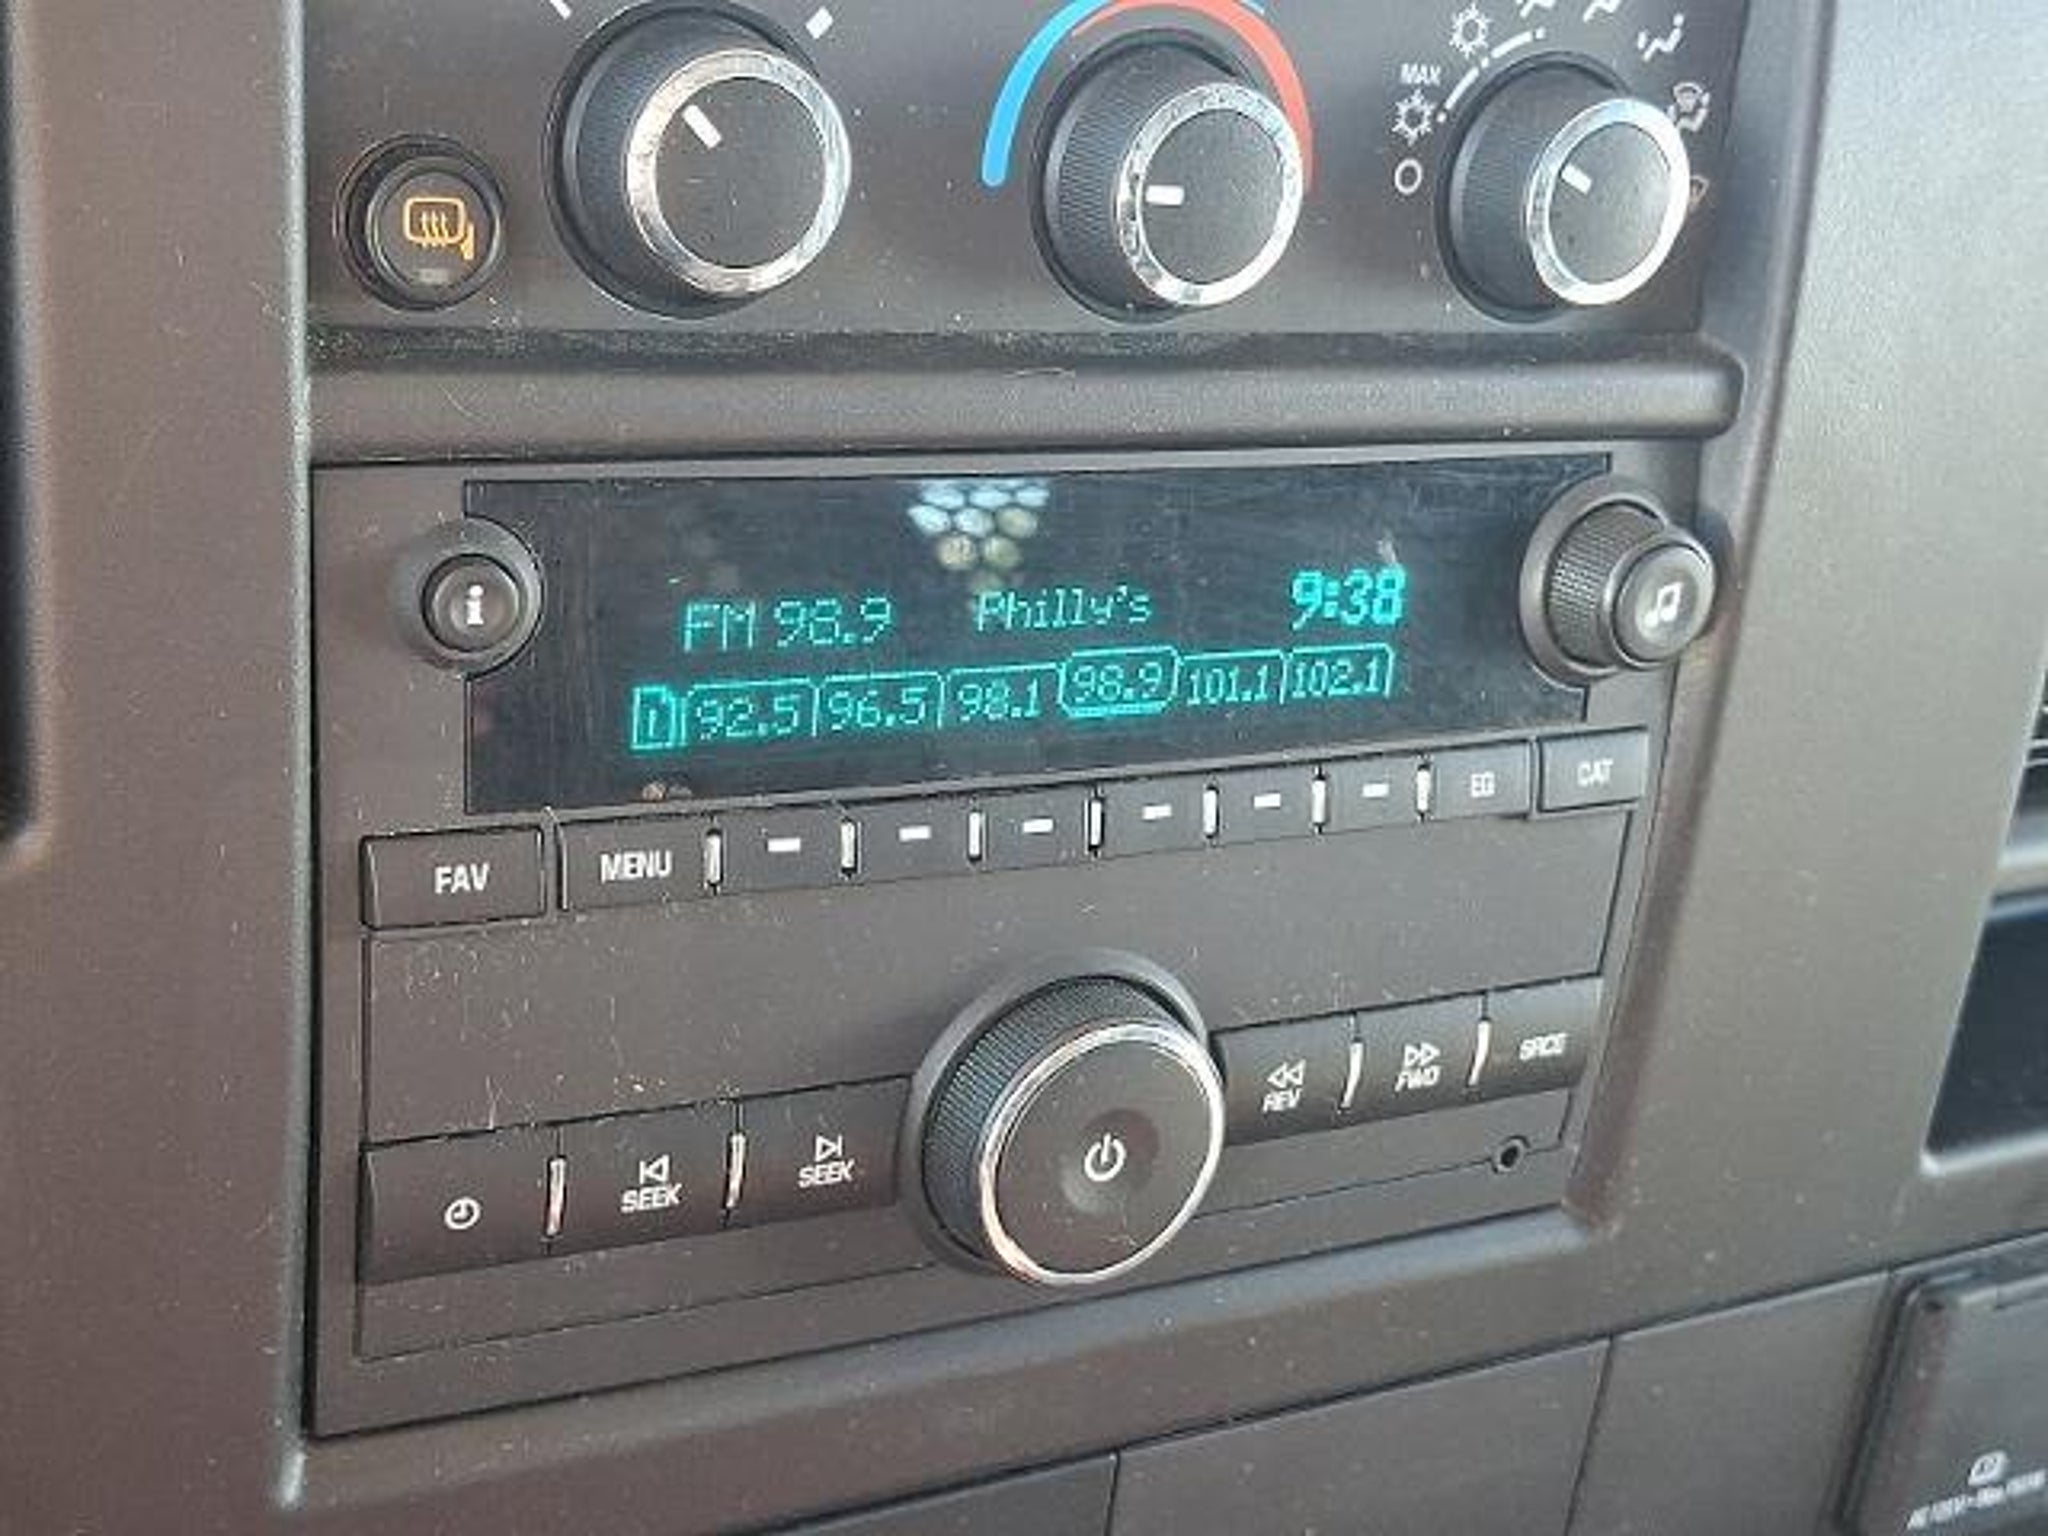 MAX
i
FM 98.9 Philly's 9:38
1 92.5 96.5 98.1 98.9 101.1 102.1
FAV MENU EQ CAT
REV FWD SRCE
SEEK SEEK